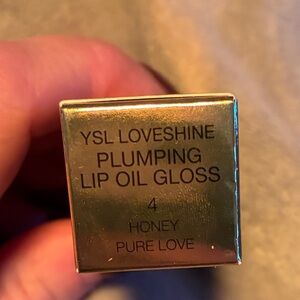 YSL LOVESHINE
PLUMPING
LIP OIL GLOSS
4
HONEY
PURE LOVE